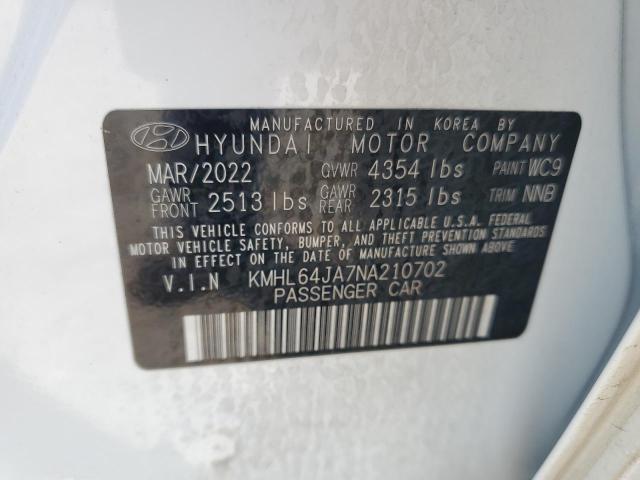 MANUFACTURED IN KOREA BY
HYUNDAI MOTOR COMPANY
MAR/2022 GVWR 4354 lbs PAINT WC9
GAWR FRONT 2513 lbs GAWR REAR 2315 lbs TRIM NNB
THIS VEHICLE CONFORMS TO ALL APPLICABLE U.S.A. FEDERAL
MOTOR VEHICLE SAFETY, BUMPER, AND THEFT PREVENTION STANDARDS
IN EFFECT ON THE DATE OF MANUFACTURE SHOWN ABOVE.
V.I.N KMHL64JA7NA210702
PASSENGER CAR